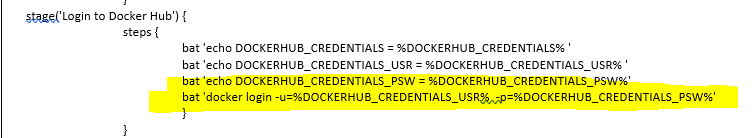 }
stage('Login to Docker Hub') {
steps {
bat 'echo DOCKERHUB_CREDENTIALS = %DOCKERHUB_CREDENTIALS% '
bat 'echo DOCKERHUB_CREDENTIALS_USR = %DOCKERHUB_CREDENTIALS_USR% '
bat 'echo DOCKERHUB_CREDENTIALS_PSW = %DOCKERHUB_CREDENTIALS_PSW%'
bat 'docker login -u=%DOCKERHUB_CREDENTIALS_USR% -p=%DOCKERHUB_CREDENTIALS_PSW%'
}
}